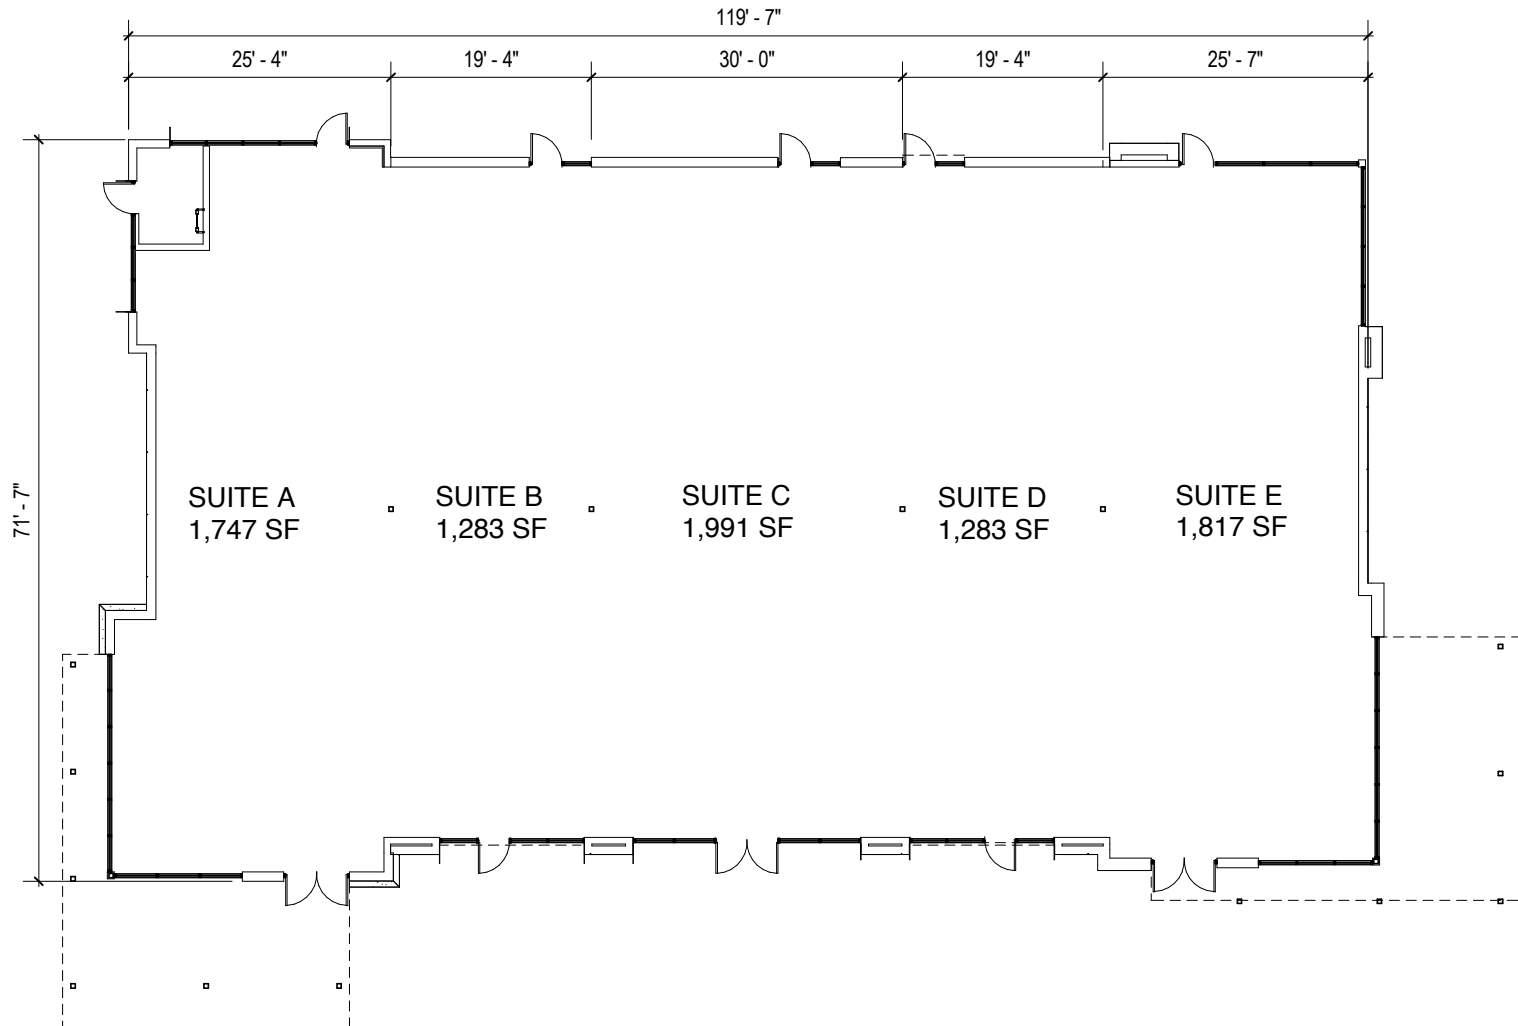 119' - 7"
25' - 4"
19' - 4"
30' - 0"
19' - 4"
25' - 7"
71' - 7"
SUITE A
1,747 SF
SUITE B
1,283 SF
SUITE C
1,991 SF
SUITE D
1,283 SF
SUITE E
1,817 SF